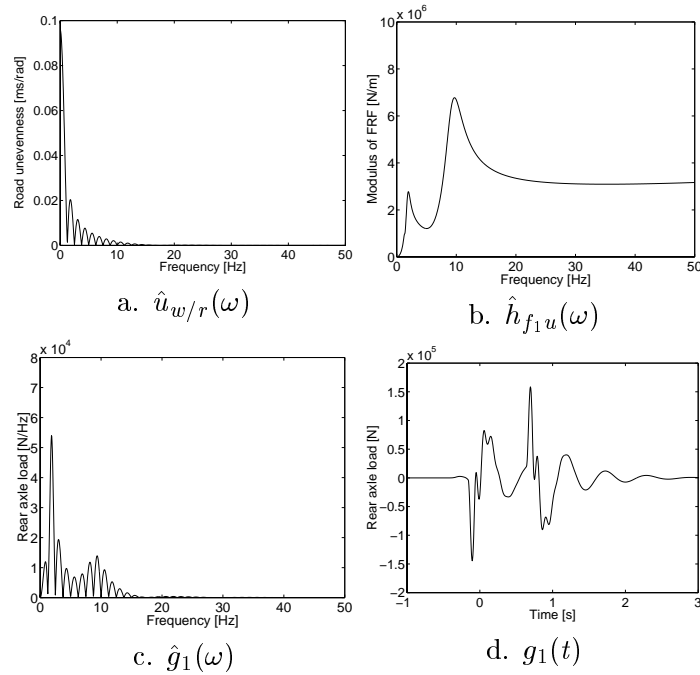 0.1
0.08
0.06
0.04
0.02
0
Road unevenness [ms/rad]
0 10 20 30 40 50
Frequency [Hz]
a. û_{w/r}(ω)
x 10^6
10
8
6
4
2
0
Modulus of FRF [N/m]
0 10 20 30 40 50
Frequency [Hz]
b. ĥ_{f_1 u}(ω)
x 10^4
8
7
6
5
4
3
2
1
0
Rear axle load [N/Hz]
0 10 20 30 40 50
Frequency [Hz]
c. ĝ_1(ω)
x 10^5
2
1.5
1
0.5
0
−0.5
−1
−1.5
−2
Rear axle load [N]
−1 0 1 2 3
Time [s]
d. g_1(t)